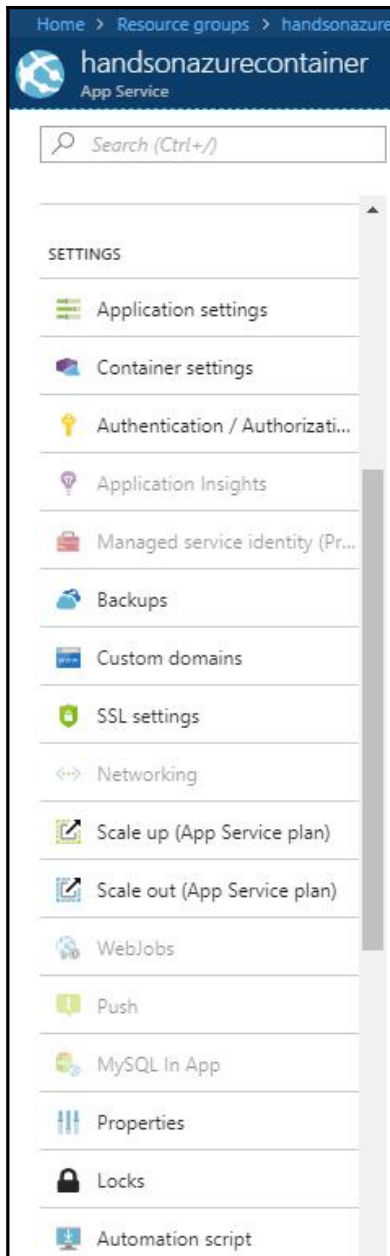 Home > Resource groups > handsonazure
handsonazurecontainer
App Service
Search (Ctrl+/)
SETTINGS
Application settings
Container settings
Authentication / Authorizati...
Application Insights
Managed service identity (Pr...
Backups
Custom domains
SSL settings
Networking
Scale up (App Service plan)
Scale out (App Service plan)
WebJobs
Push
MySQL In App
Properties
Locks
Automation script